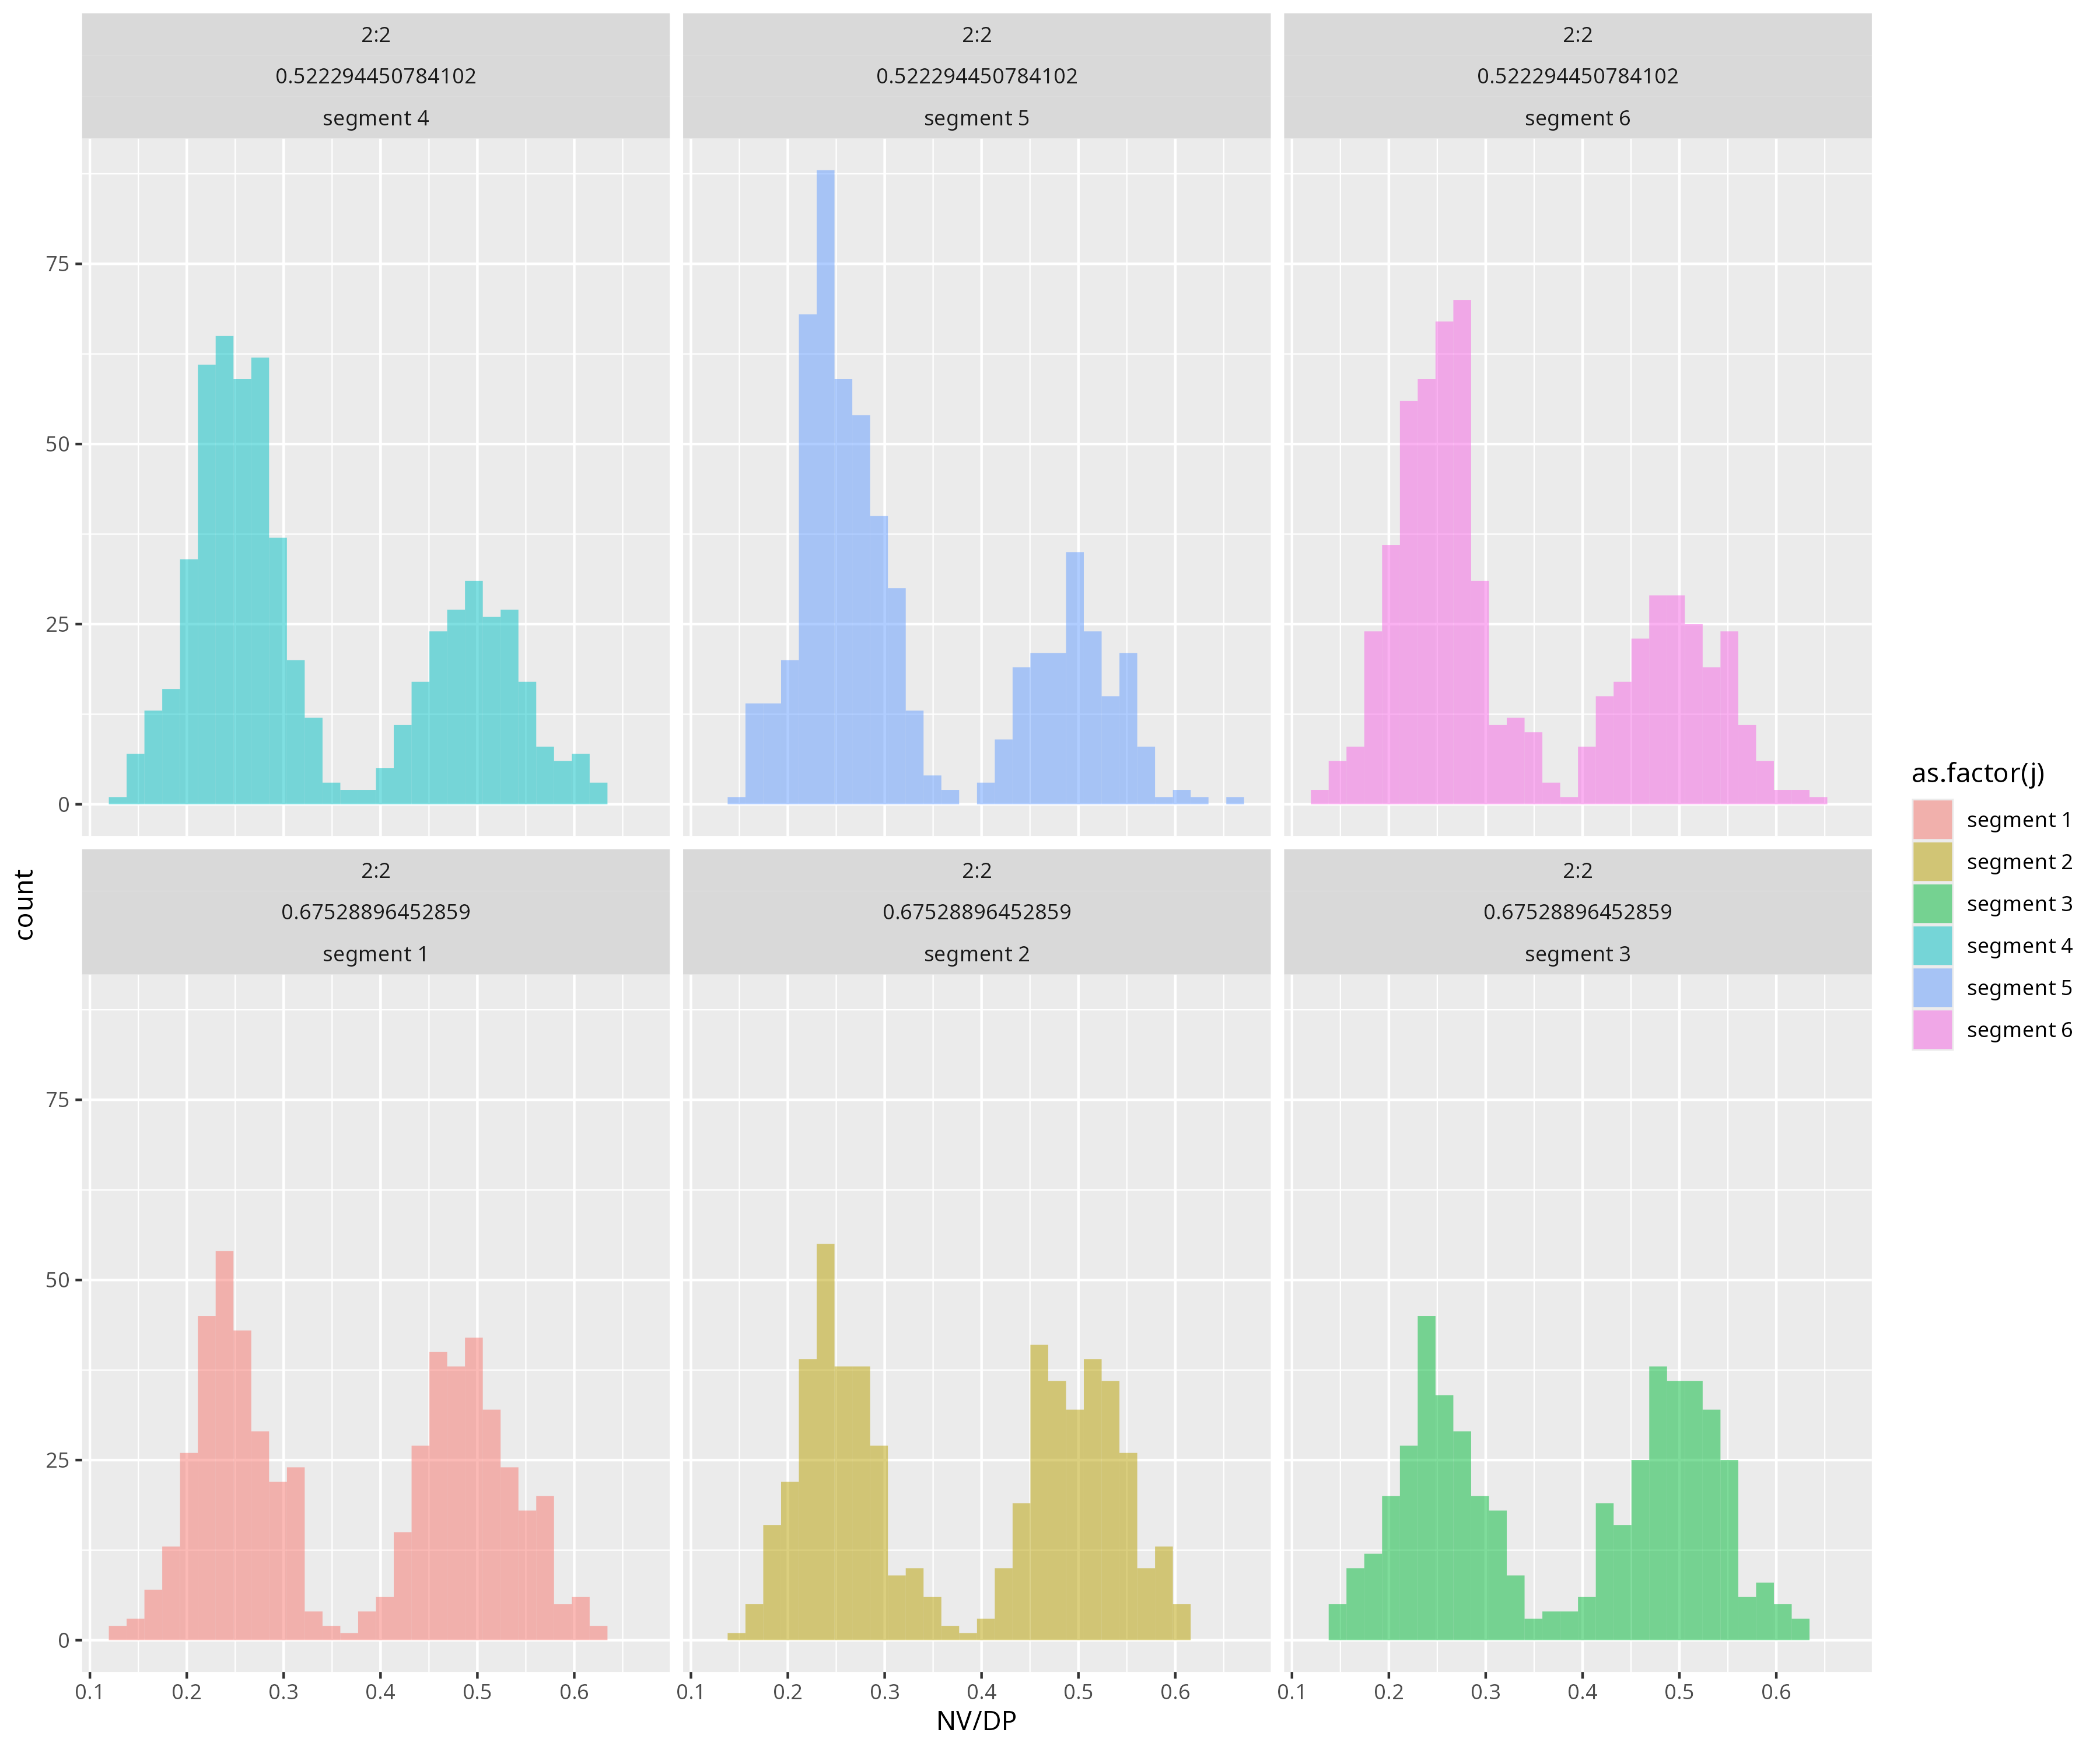 2:2
0.522294450784102
segment 4
2:2
0.522294450784102
segment 5
2:2
0.522294450784102
segment 6
75
50
25
0
2:2
0.67528896452859
segment 1
2:2
0.67528896452859
segment 2
2:2
0.67528896452859
segment 3
75
50
25
0
0.1 0.2 0.3 0.4 0.5 0.6
0.1 0.2 0.3 0.4 0.5 0.6
0.1 0.2 0.3 0.4 0.5 0.6
NV/DP
count
as.factor(j)
segment 1
segment 2
segment 3
segment 4
segment 5
segment 6